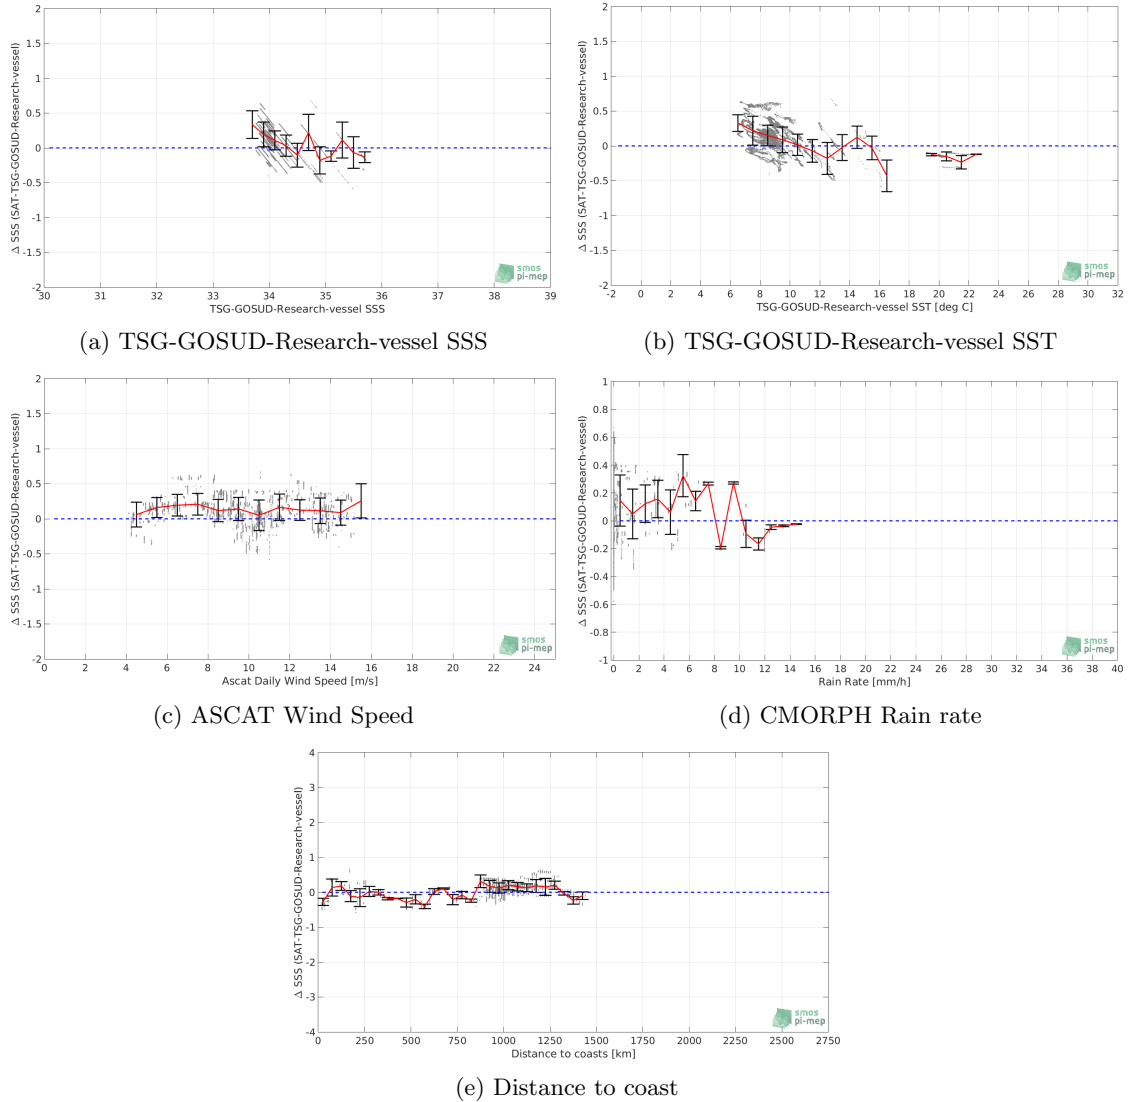 2
1.5
1
0.5
0
-0.5
-1
-1.5
-2
Δ SSS (SAT-TSG-GOSUD-Research-vessel)
30 31 32 33 34 35 36 37 38 39
TSG-GOSUD-Research-vessel SSS
smos
pi-mep
(a) TSG-GOSUD-Research-vessel SSS
2
1.5
1
0.5
0
-0.5
-1
-1.5
-2
Δ SSS (SAT-TSG-GOSUD-Research-vessel)
-2 0 2 4 6 8 10 12 14 16 18 20 22 24 26 28 30 32
TSG-GOSUD-Research-vessel SST [deg C]
smos
pi-mep
(b) TSG-GOSUD-Research-vessel SST
2
1.5
1
0.5
0
-0.5
-1
-1.5
-2
Δ SSS (SAT-TSG-GOSUD-Research-vessel)
0 2 4 6 8 10 12 14 16 18 20 22 24
Ascat Daily Wind Speed [m/s]
smos
pi-mep
(c) ASCAT Wind Speed
1
0.8
0.6
0.4
0.2
0
-0.2
-0.4
-0.6
-0.8
-1
Δ SSS (SAT-TSG-GOSUD-Research-vessel)
0 2 4 6 8 10 12 14 16 18 20 22 24 26 28 30 32 34 36 38 40
Rain Rate [mm/h]
smos
pi-mep
(d) CMORPH Rain rate
4
3
2
1
0
-1
-2
-3
-4
Δ SSS (SAT-TSG-GOSUD-Research-vessel)
0 250 500 750 1000 1250 1500 1750 2000 2250 2500 2750
Distance to coasts [km]
smos
pi-mep
(e) Distance to coast